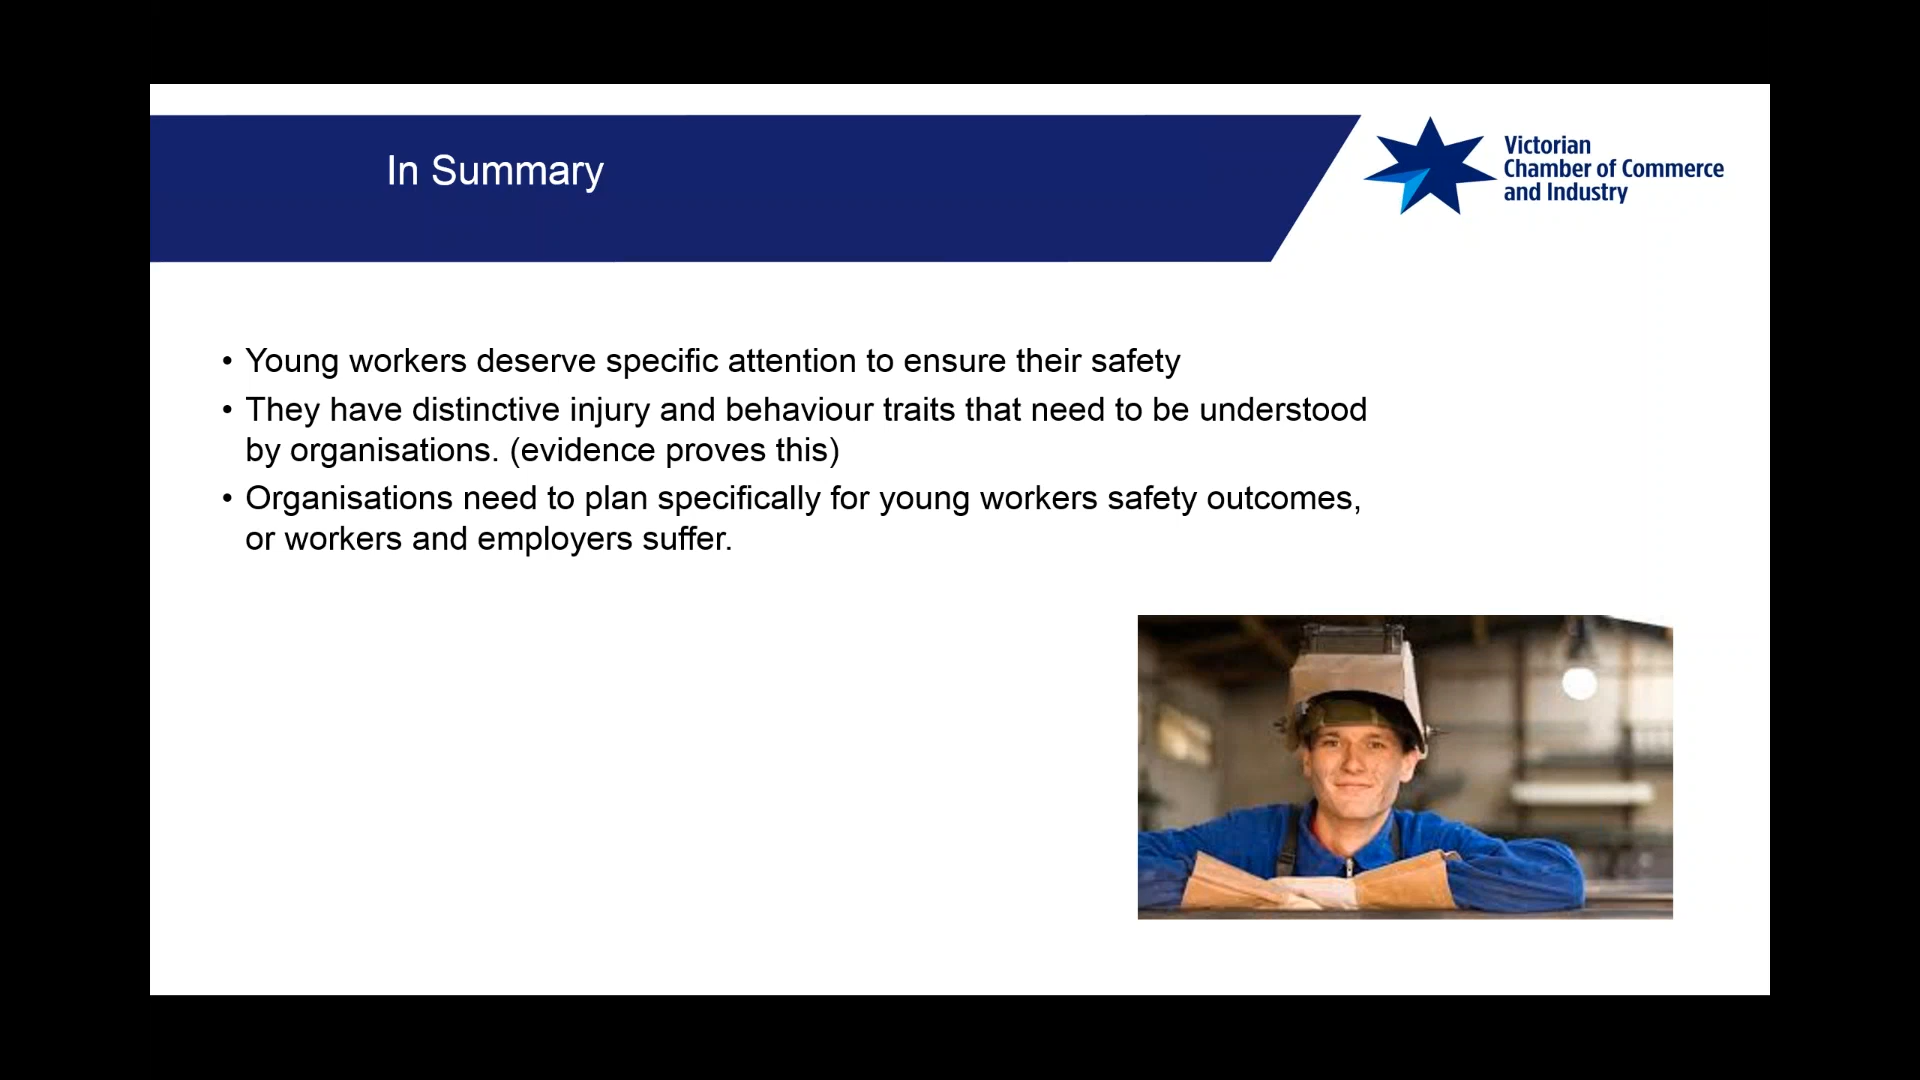 In Summary
Victorian
Chamber of Commerce
and Industry
• Young workers deserve specific attention to ensure their safety
• They have distinctive injury and behaviour traits that need to be understood
by organisations. (evidence proves this)
• Organisations need to plan specifically for young workers safety outcomes,
or workers and employers suffer.